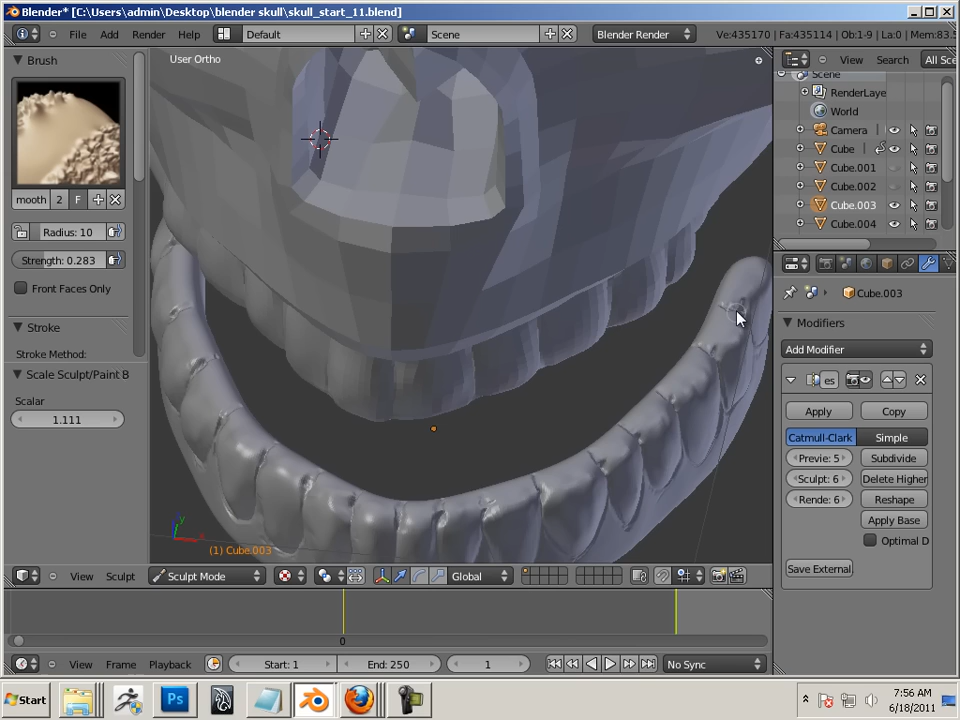 Blender* [C:\Users\admin\Desktop\blender skull\skull_start_11.blend]
File Add Render Help Default Scene Blender Render Ve:435170 | Fa:435114 | Ob:1-9 | La:0 | Mem:83.5
Brush
User Ortho
View Search All Sce
Scene
RenderLaye
World
Camera
Cube
Cube.001
Cube.002
Cube.003
Cube.004
mooth 2 F
Radius: 10
Strength: 0.283
Front Faces Only
Stroke
Stroke Method:
Scale Sculpt/Paint B
Scalar
1.111
Cube.003
Modifiers
Add Modifier
es
Apply Copy
Catmull-Clark Simple
Previe: 5 Subdivide
Sculpt: 6 Delete Higher
Rende: 6 Reshape
Apply Base
Optimal D
Save External.
y
x
(1) Cube.003
View Sculpt Sculpt Mode Global
0
View Frame Playback Start: 1 End: 250 1 No Sync
Start Ps 7:56 AM
6/18/2011